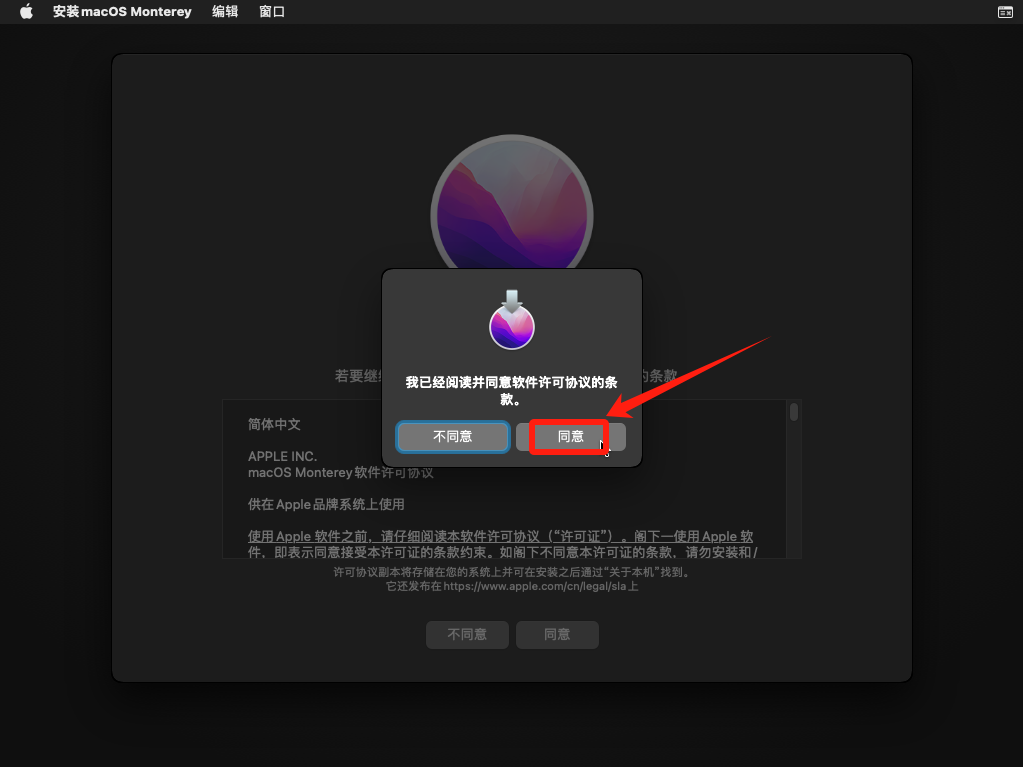 安装macOS Monterey 编辑 窗口
若要继
的条款
我已经阅读并同意软件许可协议的条
款。
不同意 同意
简体中文
APPLE INC.
macOS Monterey软件许可协议
供在Apple品牌系统上使用
使用Apple 软件之前，请仔细阅读本软件许可协议（“许可证”）。阁下一使用Apple 软
件，即表示同意接受本许可证的条款约束。如阁下不同意本许可证的条款，请勿安装和/
许可协议副本将存储在您的系统上并可在安装之后通过“关于本机”找到。
它还发布在https://www.apple.com/cn/legal/sla上
不同意 同意